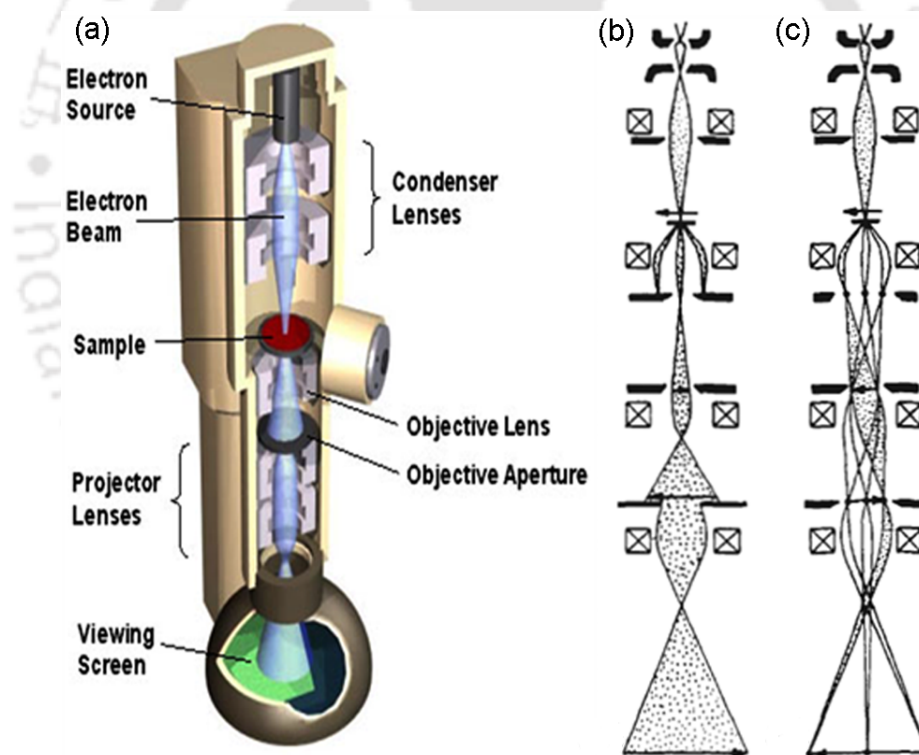 (a)
(b)
(c)
Electron
Source
Condenser
Lenses
Electron
Beam
Sample
Objective Lens
Objective Aperture
Projector
Lenses
Viewing
Screen